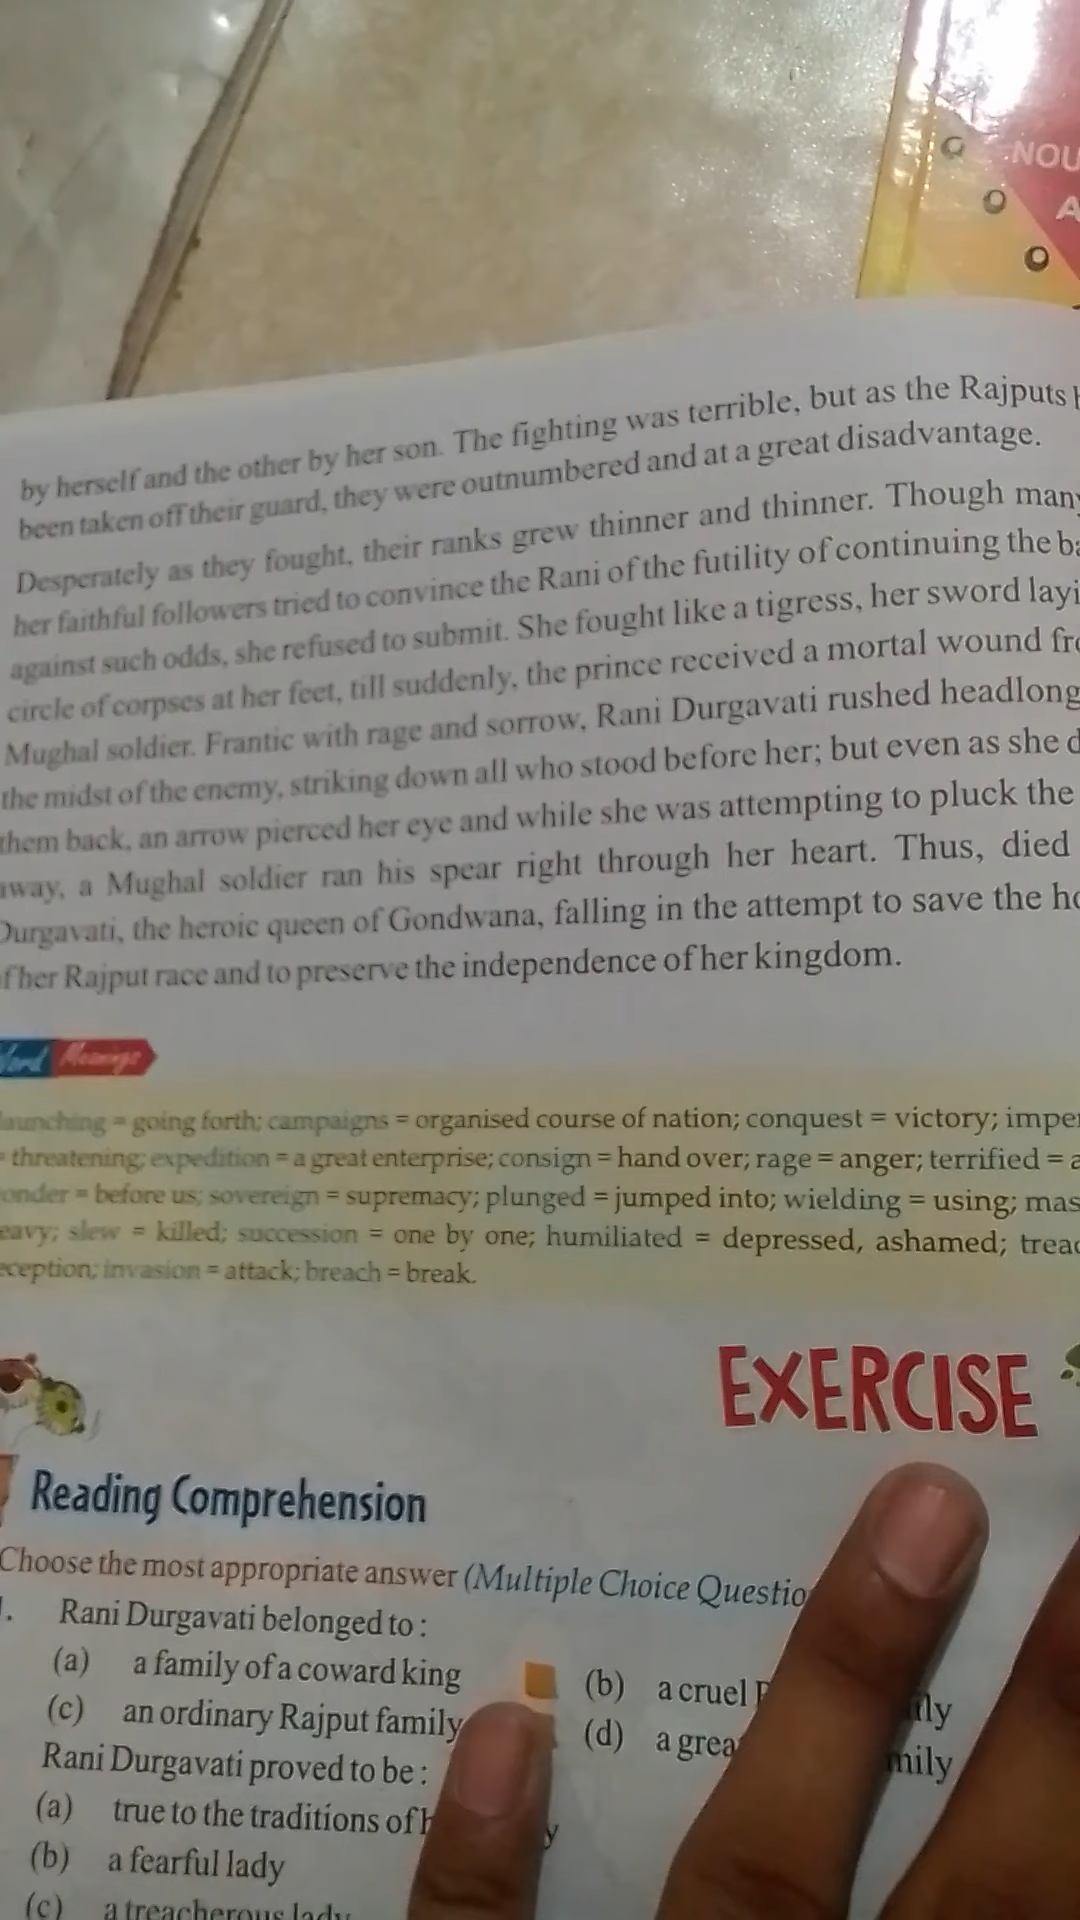 NOU
A
by herself and the other by her son. The fighting was terrible, but as the Rajputs
been taken off their guard, they were outnumbered and at a great disadvantage.
Desperately as they fought, their ranks grew thinner and thinner. Though many
her faithful followers tried to convince the Rani of the futility of continuing the ba
against such odds, she refused to submit. She fought like a tigress, her sword layi
circle of corpses at her feet, till suddenly, the prince received a mortal wound fro
Mughal soldier. Frantic with rage and sorrow, Rani Durgavati rushed headlong
the midst of the enemy, striking down all who stood before her; but even as she d
them back, an arrow pierced her eye and while she was attempting to pluck the
away, a Mughal soldier ran his spear right through her heart. Thus, died
Durgavati, the heroic queen of Gondwana, falling in the attempt to save the ho
of her Rajput race and to preserve the independence of her kingdom.
Word Meanings
launching = going forth; campaigns = organised course of nation; conquest = victory; impe
= threatening; expedition = a great enterprise; consign = hand over; rage = anger; terrified = a
onder = before us; sovereign = supremacy; plunged = jumped into; wielding = using; mas
eavy; slew = killed; succession = one by one; humiliated = depressed, ashamed; treac
eception; invasion = attack; breach = break.
EXERCISE
Reading Comprehension
Choose the most appropriate answer (Multiple Choice Questio
1. Rani Durgavati belonged to :
(a) a family of a coward king (b) a cruel ily
(c) an ordinary Rajput family (d) a grea mily
Rani Durgavati proved to be :
(a) true to the traditions of h y
(b) a fearful lady
(c) a treacherous lady